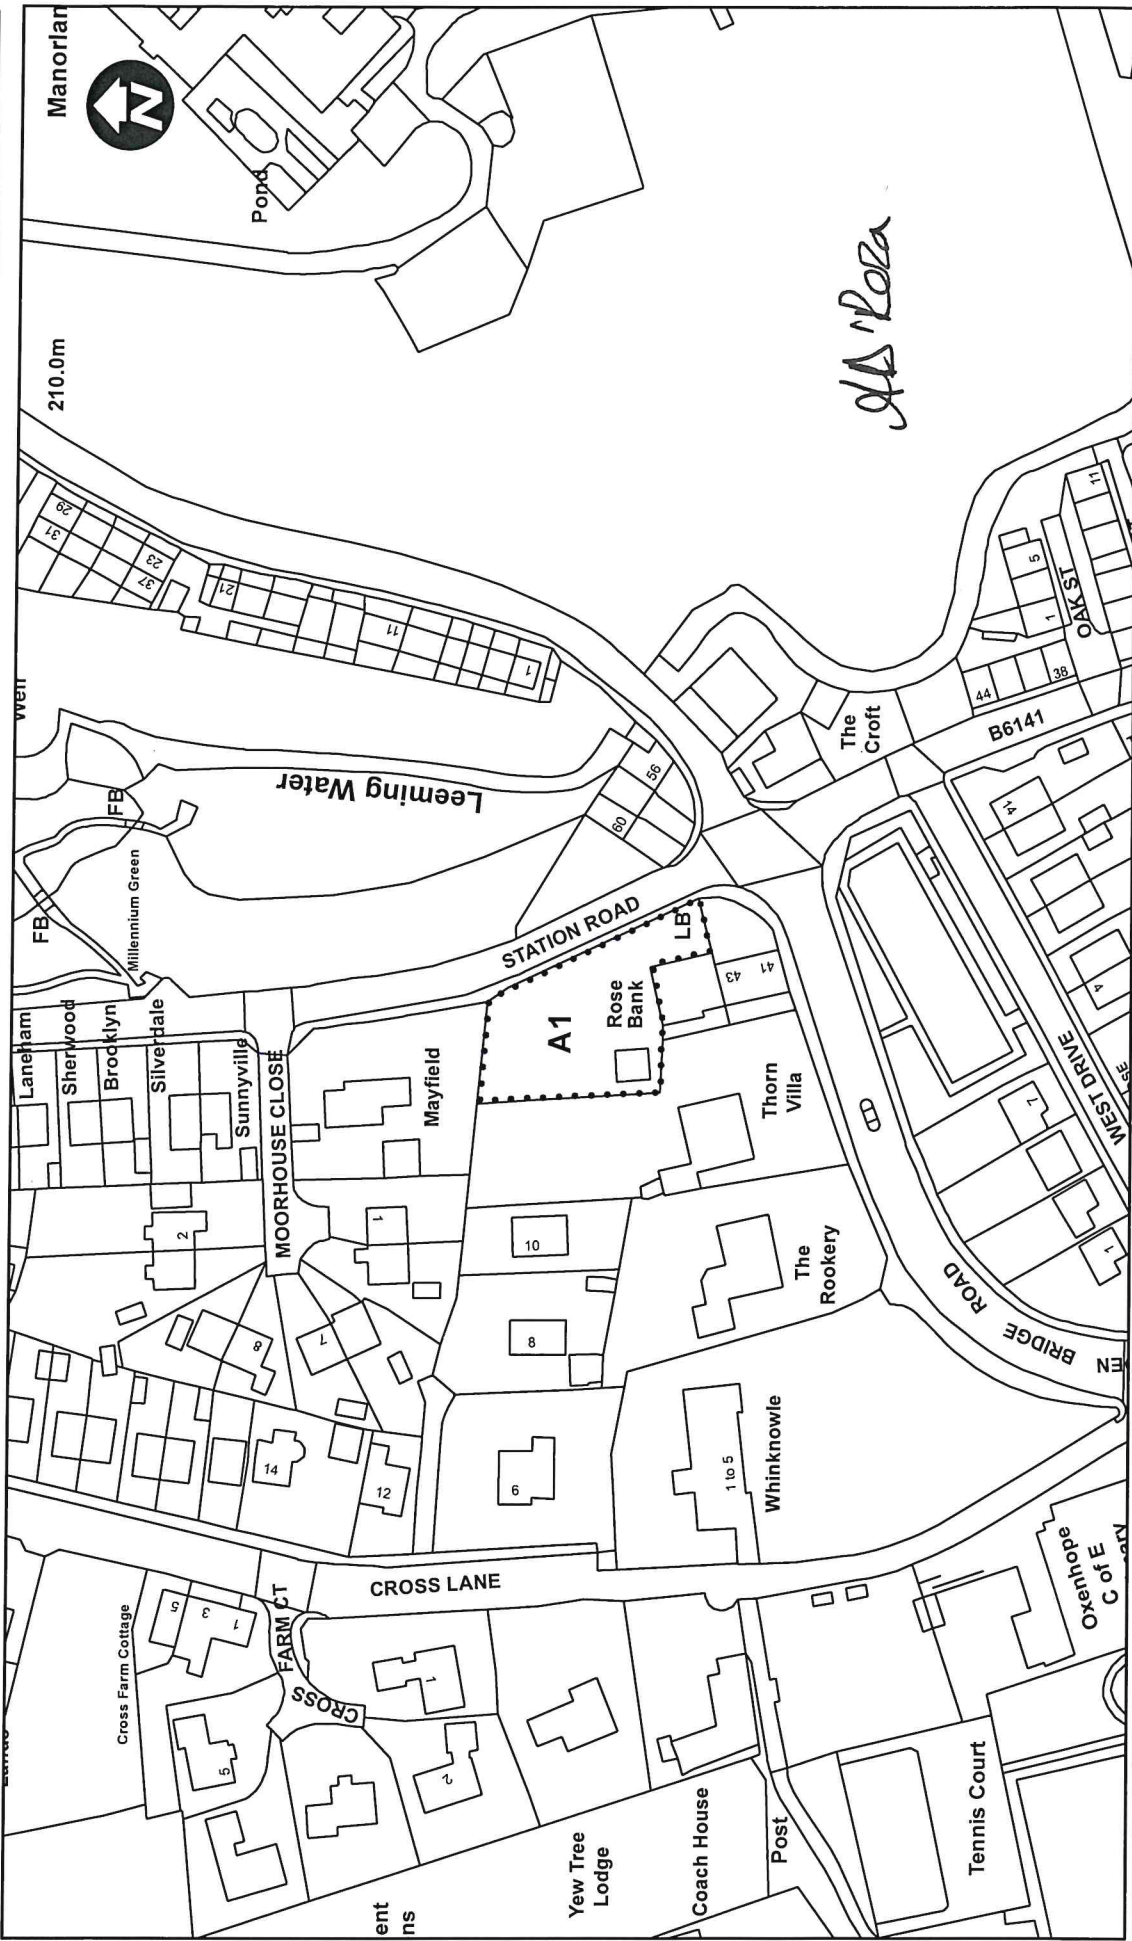 Manorlan
N
Pond
210.0m
29
31
23
37
21
11
1
Leeming Water
FB
FB
Millennium Green
Laneham
Sherwood
Brooklyn
Silverdale
Sunnyville
MOORHOUSE CLOSE
STATION ROAD
60
56
The
Croft
B6141
44
38
1
5
OAK ST
11
14
4
WEST DRIVE
7
1
LB
43
41
A1
Rose
Bank
Mayfield
Thorn
Villa
2
1
10
8
7
8
The
Rookery
BRIDGE ROAD
EN
14
12
6
1 to 5
Whinknowle
CROSS LANE
Cross Farm Cottage
5
3
1
CROSS FARM CT
1
5
2
Oxenhope
C of E
Yew Tree
Lodge
Coach House
Post
Tennis Court
ent
ns